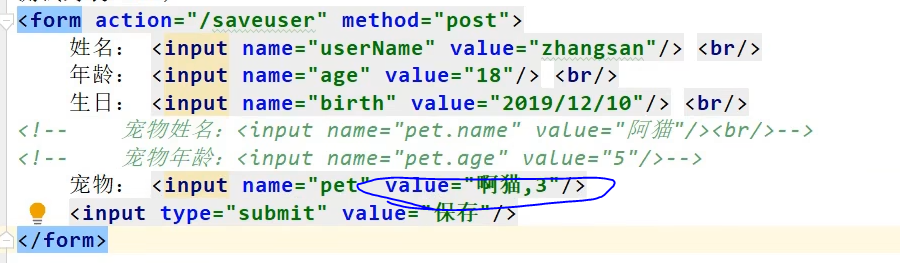 <form action="/saveuser" method="post">
姓名： <input name="userName" value="zhangsan"/> <br/>
年龄： <input name="age" value="18"/> <br/>
生日： <input name="birth" value="2019/12/10"/> <br/>
<!--    宠物姓名：<input name="pet.name" value="阿猫"/><br/>-->
<!--    宠物年龄：<input name="pet.age" value="5"/>-->
宠物： <input name="pet" value="啊猫,3"/>
<input type="submit" value="保存"/>
</form>